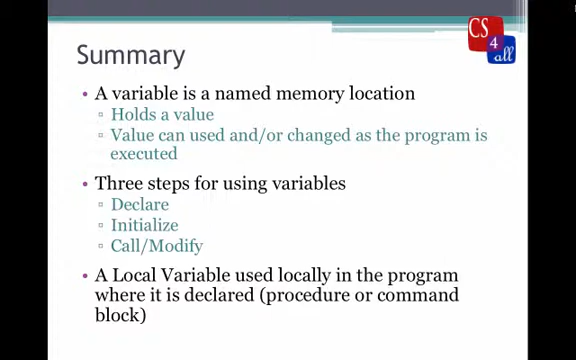 CS
4
all
Summary
• A variable is a named memory location
▫ Holds a value
▫ Value can used and/or changed as the program is
executed
• Three steps for using variables
▫ Declare
▫ Initialize
▫ Call/Modify
• A Local Variable used locally in the program
where it is declared (procedure or command
block)